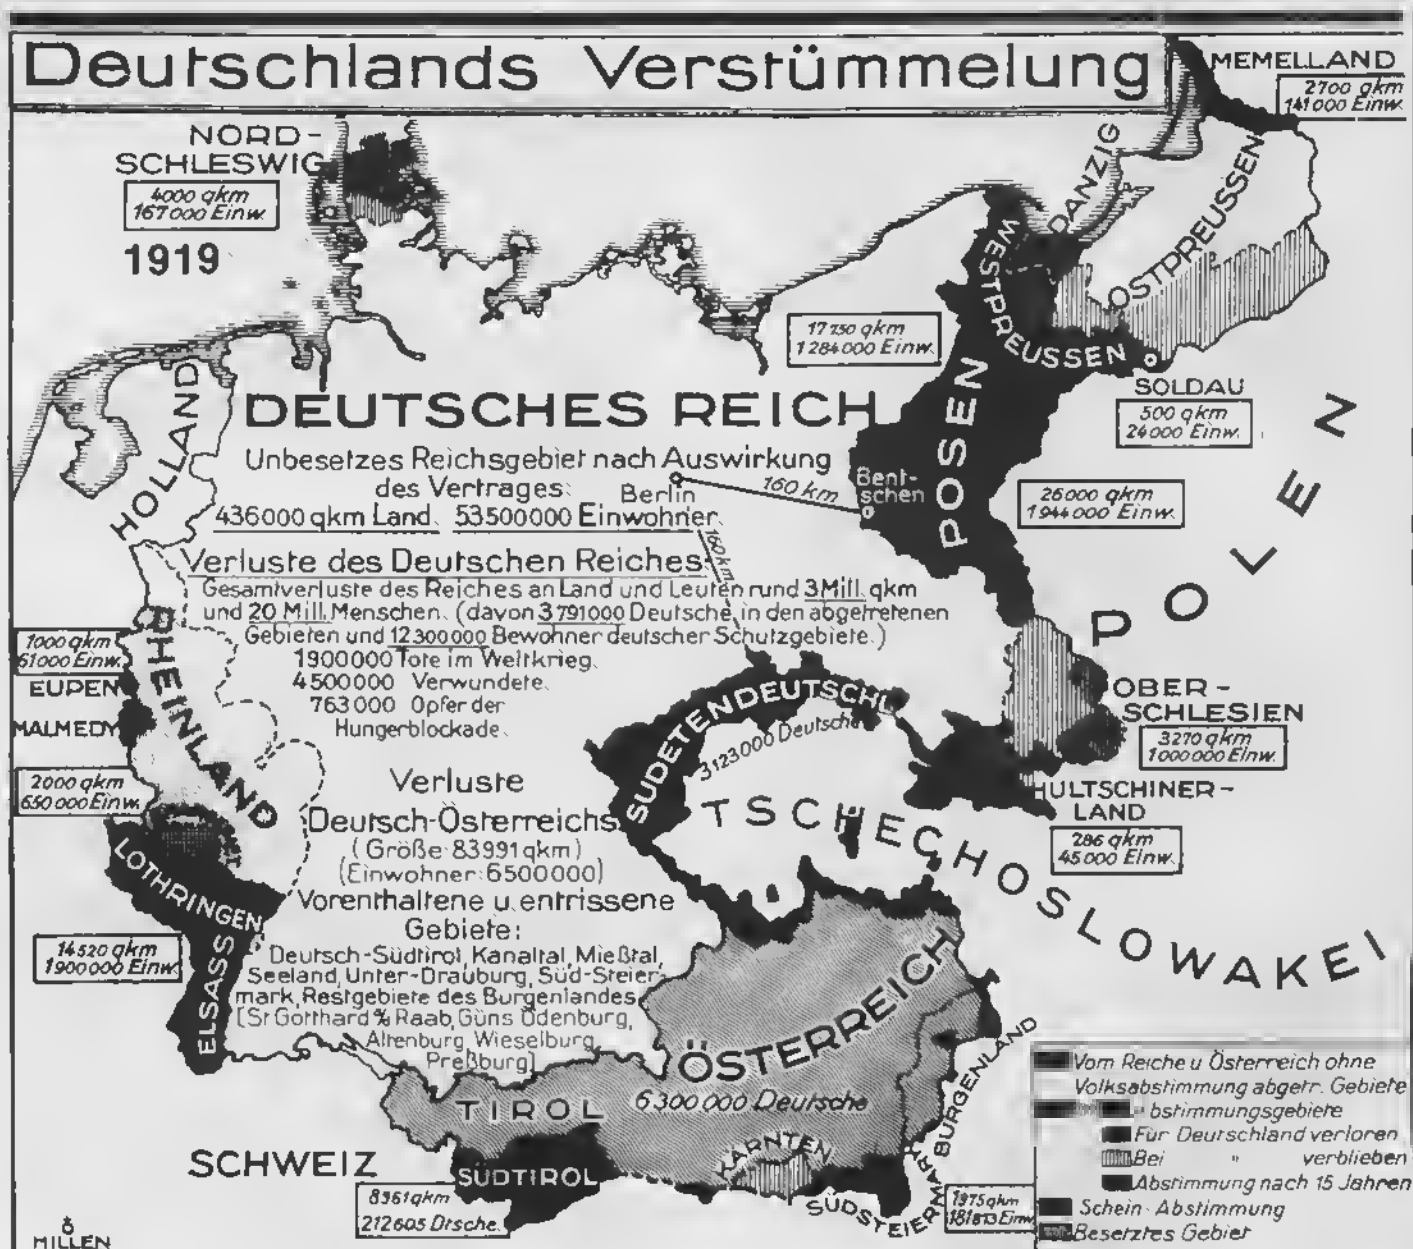 Deutschlands Verstümmelung
MEMELLAND
2700 qkm
141000 Einw.
NORD-
SCHLESWIG
4000 qkm
167000 Einw.
1919
DANZIG
OSTPREUSSEN
WESTPREUSSEN
17750 qkm
1284000 Einw.
SOLDAU
500 qkm
24000 Einw.
POSEN
26000 qkm
1944000 Einw.
POLEN
HOLLAND
DEUTSCHES REICH
Unbesetzes Reichsgebiet nach Auswirkung
des Vertrages:
Berlin
160 km
Bent-
schen
436000 qkm Land. 53500000 Einwohner.
160 km
Verluste des Deutschen Reiches:
Gesamtverluste des Reiches an Land und Leuten rund 3 Mill. qkm
und 20 Mill. Menschen. (davon 3791000 Deutsche in den abgetretenen
Gebieten und 12300000 Bewohner deutscher Schutzgebiete.)
1900000 Tote im Weltkrieg.
4500000 Verwundete.
763000 Opfer der
Hungerblockade.
RHEINLAND
1000 qkm
61000 Einw.
EUPEN
MALMEDY
2000 qkm
650000 Einw.
LOTHRINGEN
ELSASS
14520 qkm
1900000 Einw.
OBER-
SCHLESIEN
3270 qkm
1000000 Einw.
HULTSCHINER-
LAND
286 qkm
45000 Einw.
SUDETENDEUTSCHL
3123000 Deutsche
TSCHECHOSLOWAKEI
Verluste
Deutsch-Österreichs
(Größe: 83991 qkm)
(Einwohner: 6500000)
Vorenthaltene u. entrissene
Gebiete:
Deutsch-Südtirol, Kanaltal, Mießtal,
Seeland, Unter-Drauburg, Süd-Steier-
mark, Restgebiete des Burgenlandes
[St Gotthard a/ Raab, Güns Ödenburg,
Altenburg, Wieselburg,
Preßburg]
ÖSTERREICH
6300000 Deutsche
TIROL
SCHWEIZ
SÜDTIROL
8961 qkm
212605 Dtsche.
KÄRNTEN
SÜDSTEIERMARK
BURGENLAND
1975 qkm
181813 Einw.
Vom Reiche u Österreich ohne
Volksabstimmung abgetr. Gebiete
bstimmungsgebiete
Für Deutschland verloren
Bei " verblieben
Abstimmung nach 15 Jahren
Schein-Abstimmung
Besetztes Gebiet
MILLEN